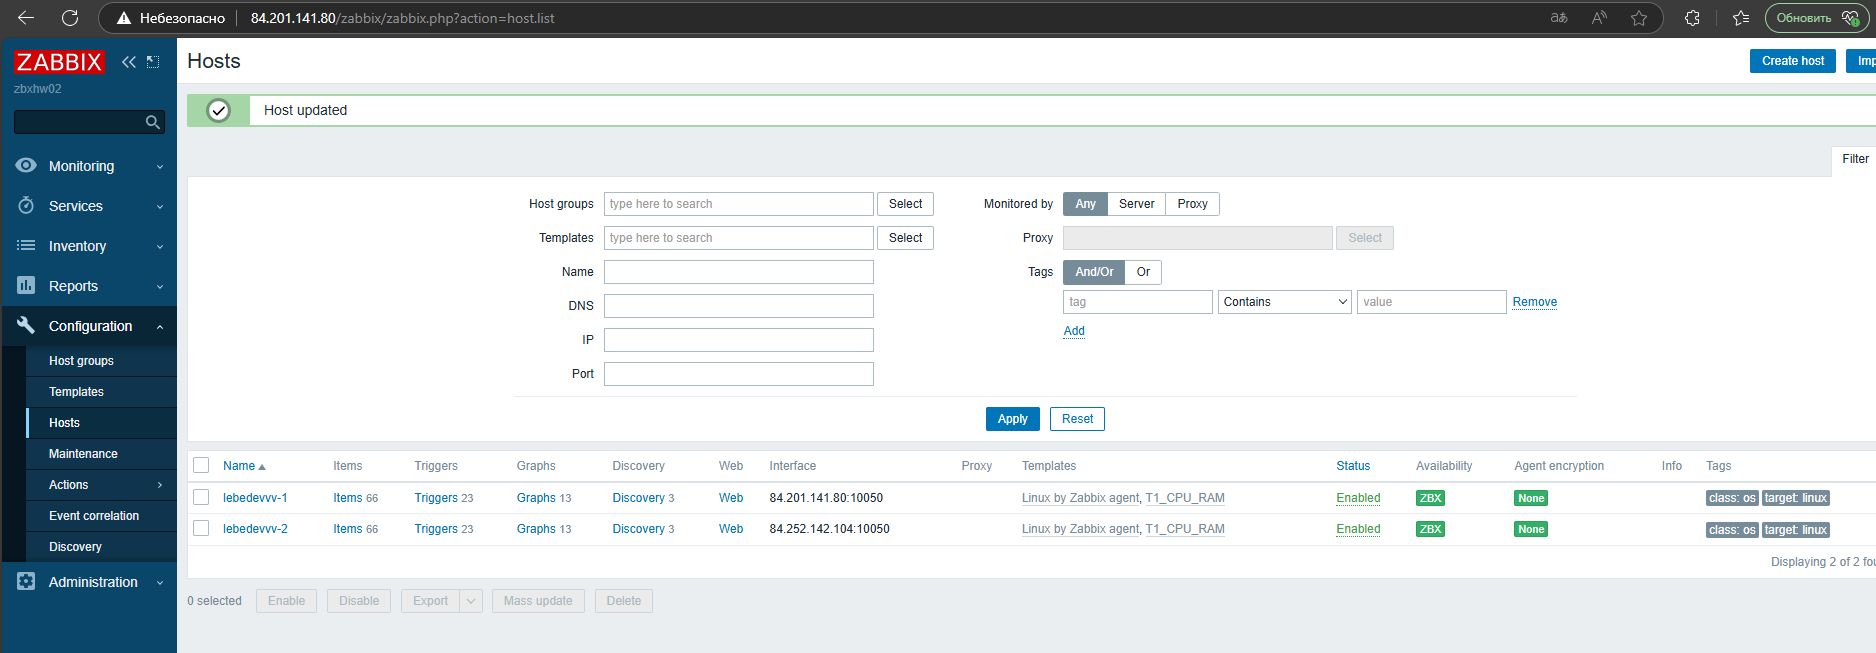 Небезопасно 84.201.141.80/zabbix/zabbix.php?action=host.list Обновить
ZABBIX
zbxhw02
Monitoring
Services
Inventory
Reports
Configuration
Host groups
Templates
Hosts
Maintenance
Actions
Event correlation
Discovery
Administration
Hosts Create host Imp
Host updated
Filter
Host groups type here to search Select Monitored by Any Server Proxy
Templates type here to search Select Proxy Select
Name Tags And/Or Or
DNS tag Contains value Remove
IP Add
Port
Apply Reset
Name Items Triggers Graphs Discovery Web Interface Proxy Templates Status Availability Agent encryption Info Tags
lebedevvv-1 Items 66 Triggers 23 Graphs 13 Discovery 3 Web 84.201.141.80:10050 Linux by Zabbix agent, T1_CPU_RAM Enabled ZBX None class: os target: linux
lebedevvv-2 Items 66 Triggers 23 Graphs 13 Discovery 3 Web 84.252.142.104:10050 Linux by Zabbix agent, T1_CPU_RAM Enabled ZBX None class: os target: linux
Displaying 2 of 2 fou
0 selected Enable Disable Export Mass update Delete